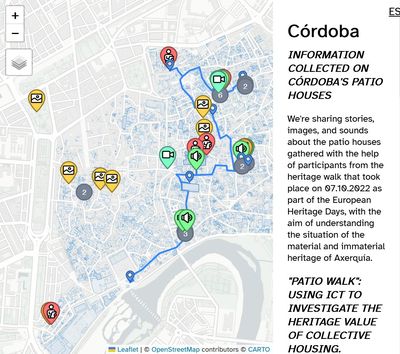 +
−
ES
Córdoba
INFORMATION
COLLECTED ON
CÓRDOBA'S PATIO
HOUSES
We're sharing stories,
images, and sounds
about the patio houses
gathered with the help
of participants from the
heritage walk that took
place on 07.10.2022 as
part of the European
Heritage Days, with the
aim of understanding
the situation of the
material and immaterial
heritage of Axerquía.
"PATIO WALK":
USING ICT TO
INVESTIGATE THE
HERITAGE VALUE
OF COLLECTIVE
HOUSING.
6
2
2
2
3
Leaflet | © OpenStreetMap contributors © CARTO